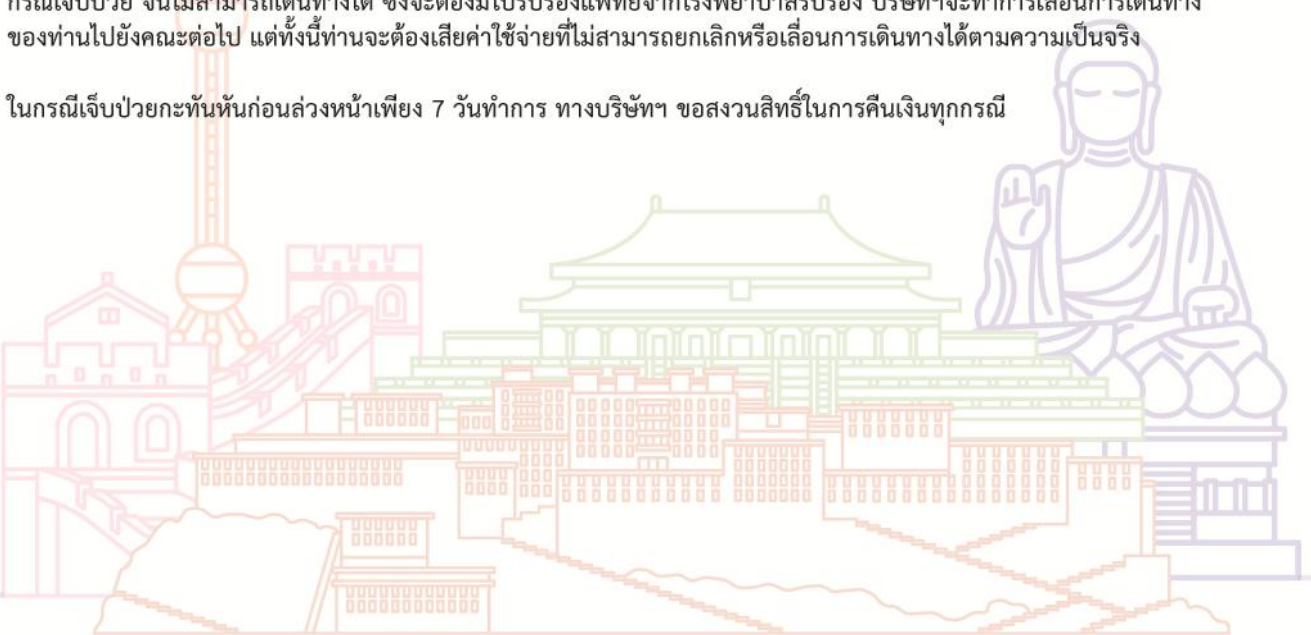 กรณีเจ็บป่วย จนไม่สามารถเดินทางได้ ซึ่งจะต้องมีใบรับรองแพทย์จากโรงพยาบาลรับรอง บริษัทฯจะทำการเลื่อนการเดินทาง
ของท่านไปยังคณะต่อไป แต่ทั้งนี้ท่านจะต้องเสียค่าใช้จ่ายที่ไม่สามารถยกเลิกหรือเลื่อนการเดินทางได้ตามความเป็นจริง
ในกรณีเจ็บป่วยกะทันหันก่อนล่วงหน้าเพียง 7 วันทำการ ทางบริษัทฯ ขอสงวนสิทธิ์ในการคืนเงินทุกกรณี